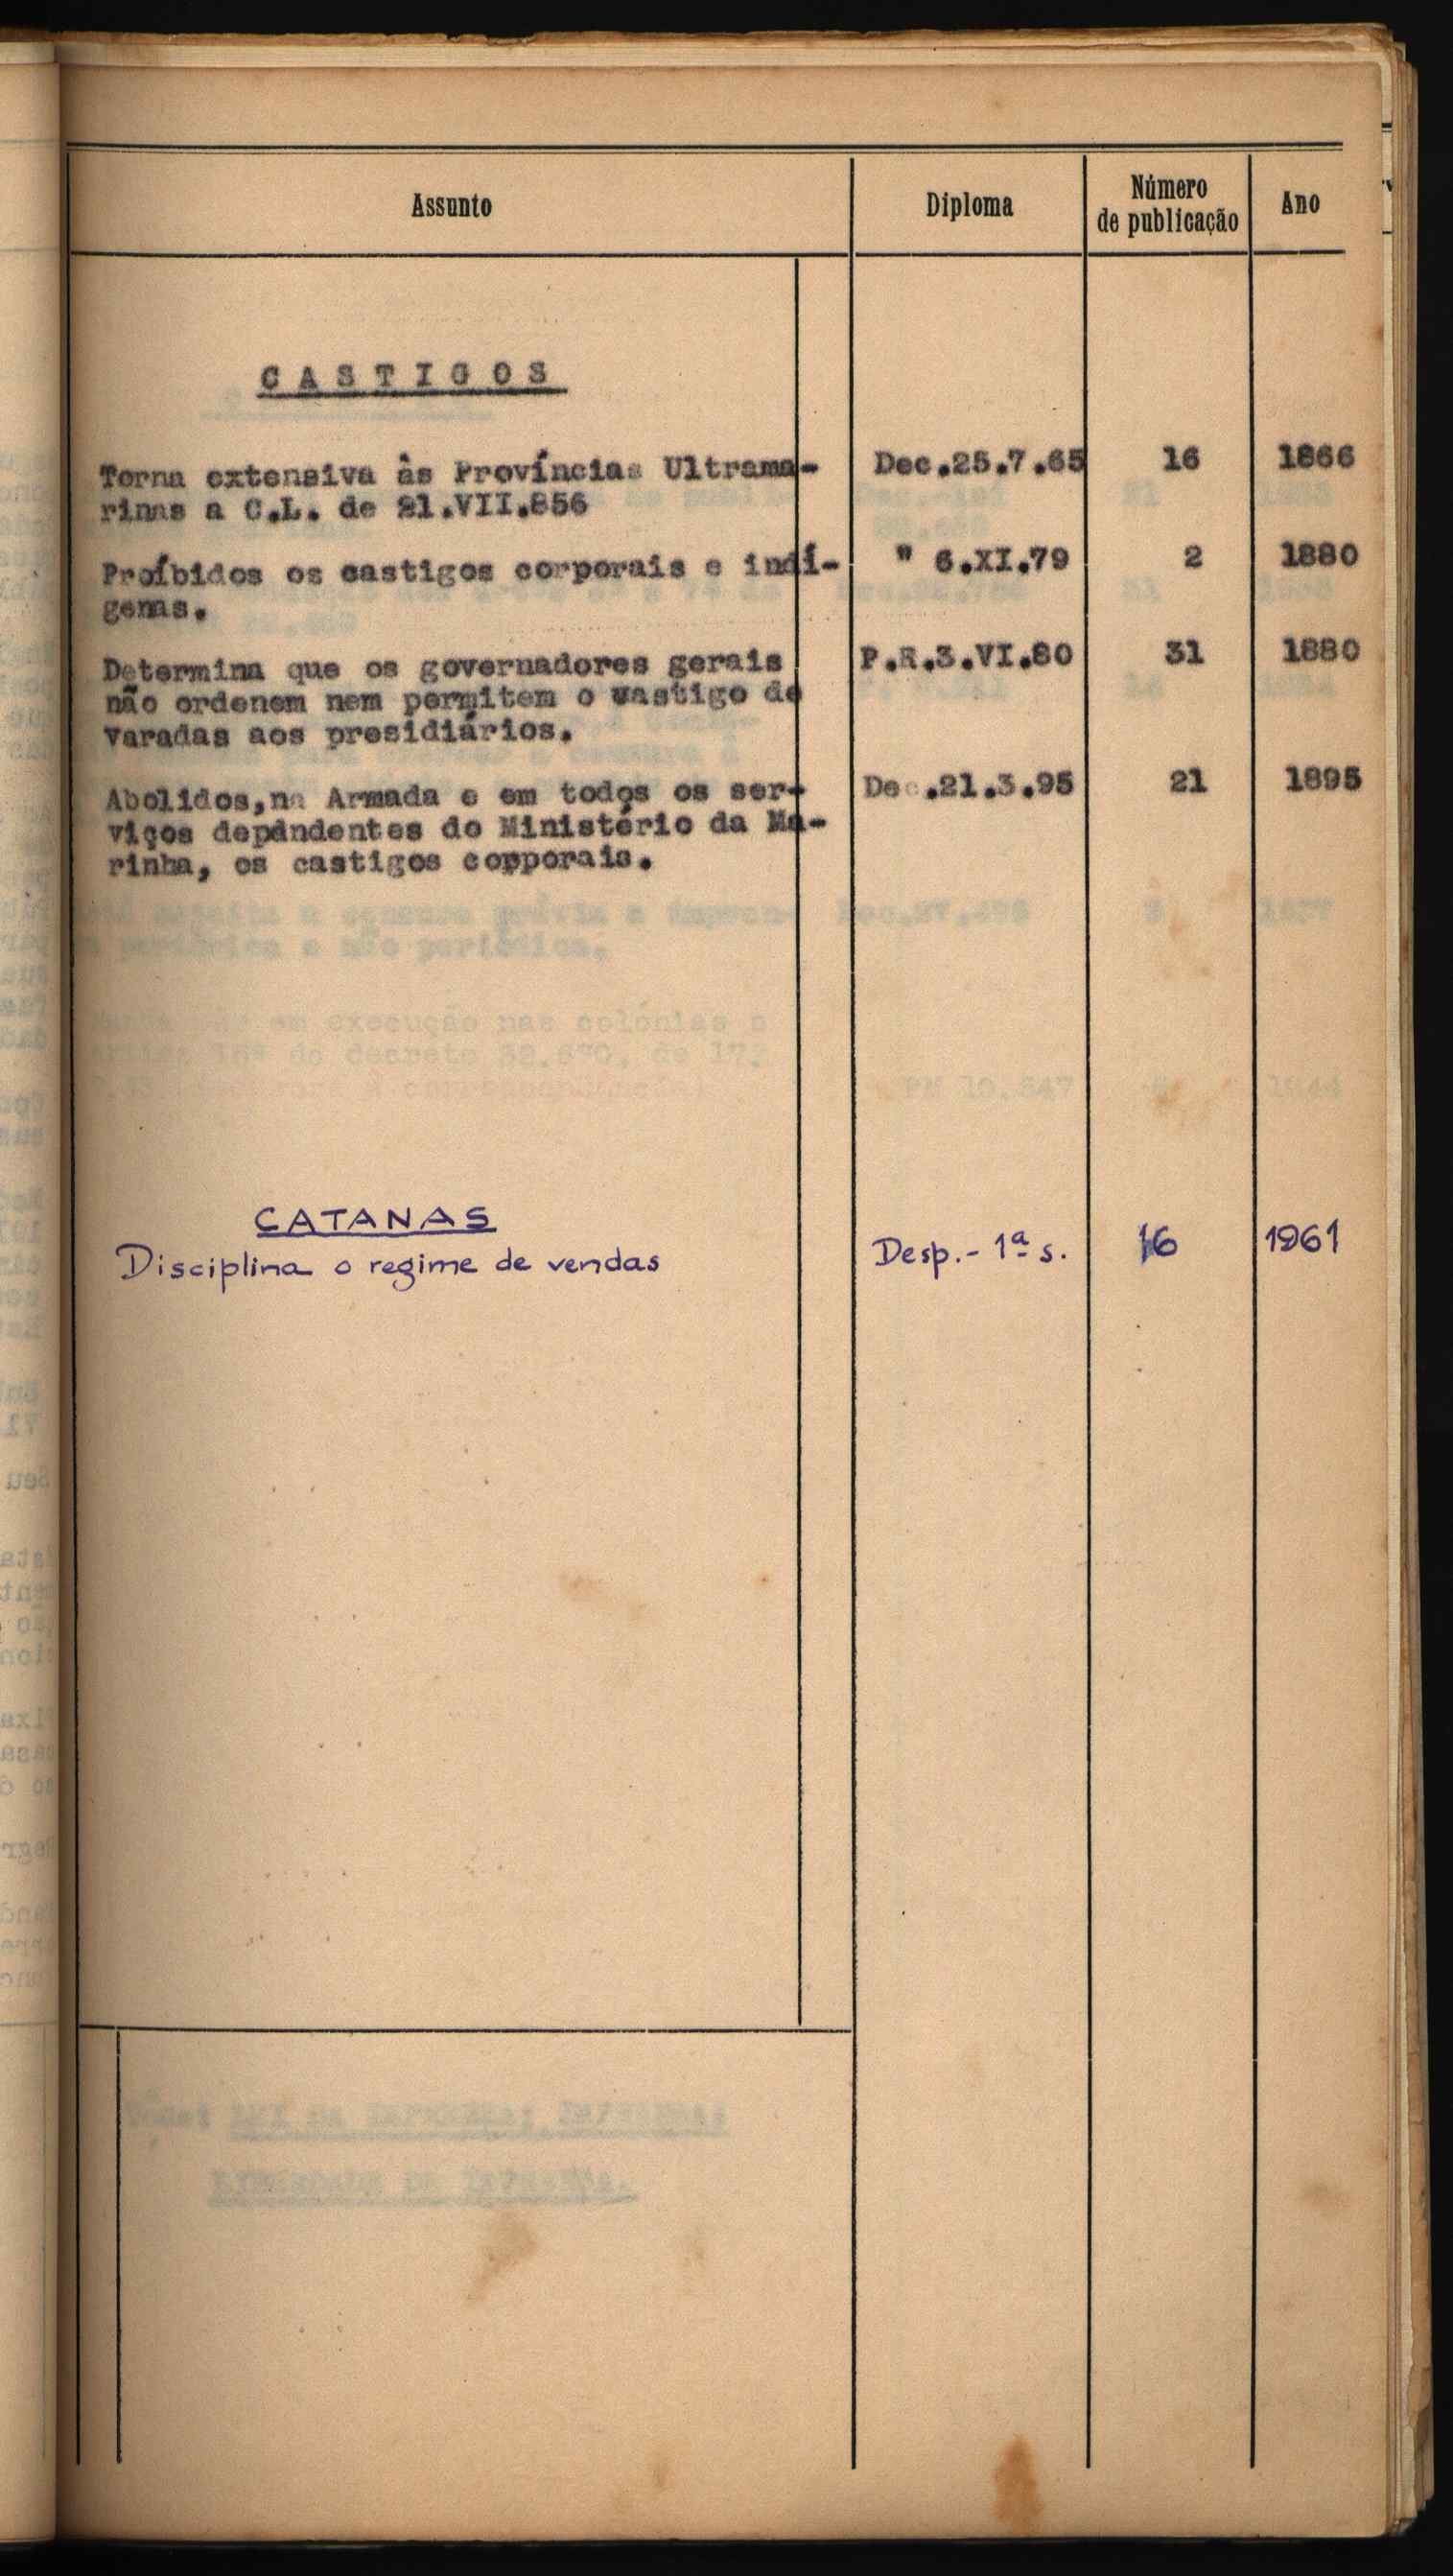 Assunto
Diploma
Número
de publicação
Ano
CASTIGOS
Torna extensiva às Províncias Ultrama- Dec.25.7.65 16 1866
rinas a C.L. de 21.VII.856
Proíbidos os castigos corporais e indí- " 6.XI.79 2 1880
genas.
Determina que os governadores gerais P.R.3.VI.80 31 1880
não ordenem nem permitem o castigo de
varadas aos presidiários.
Abolidos,na Armada e em todos os ser- Dec.21.3.95 21 1895
viços dependentes do Ministério da Ma-
rinha, os castigos copporais.
CATANAS
Disciplina o regime de vendas Desp.- 1ª s. 16 1961